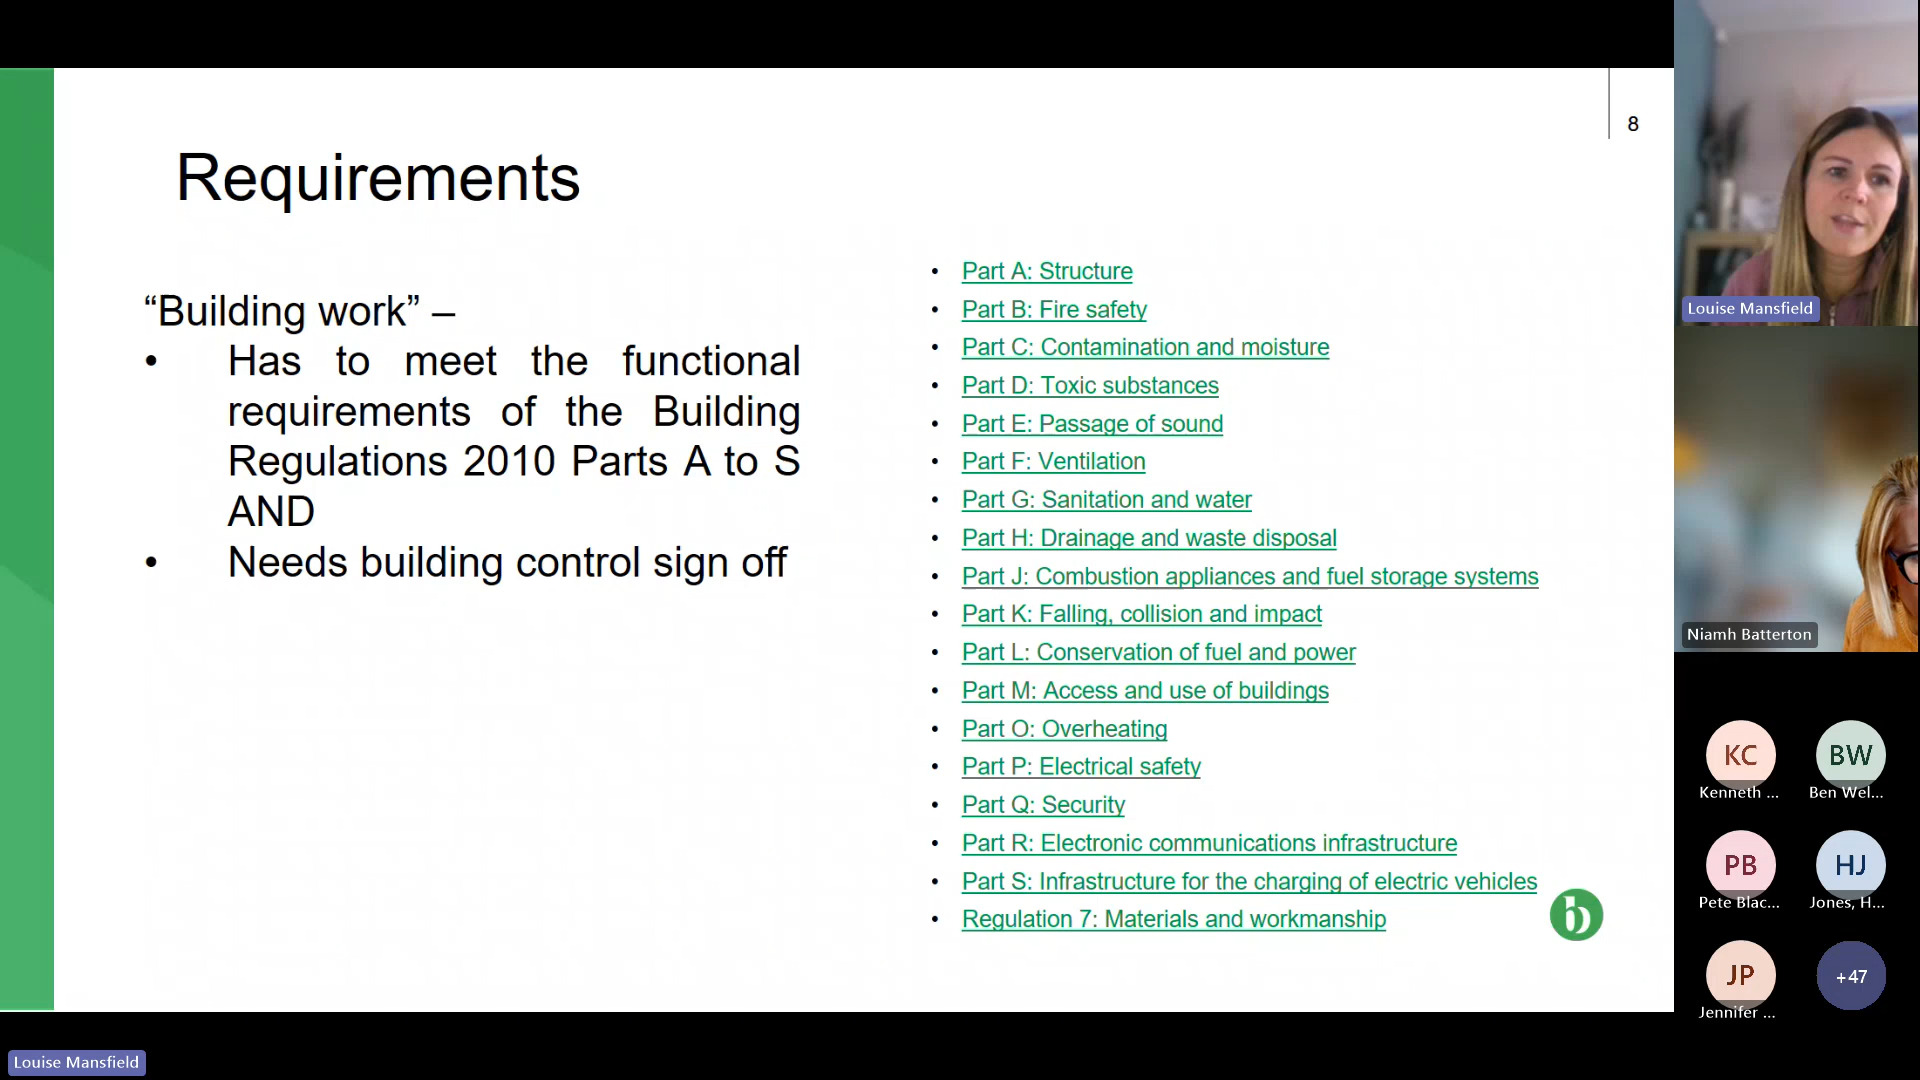 8
Requirements
“Building work” –
• Has to meet the functional
requirements of the Building
Regulations 2010 Parts A to S
AND
• Needs building control sign off
• Part A: Structure
• Part B: Fire safety
• Part C: Contamination and moisture
• Part D: Toxic substances
• Part E: Passage of sound
• Part F: Ventilation
• Part G: Sanitation and water
• Part H: Drainage and waste disposal
• Part J: Combustion appliances and fuel storage systems
• Part K: Falling, collision and impact
• Part L: Conservation of fuel and power
• Part M: Access and use of buildings
• Part O: Overheating
• Part P: Electrical safety
• Part Q: Security
• Part R: Electronic communications infrastructure
• Part S: Infrastructure for the charging of electric vehicles
• Regulation 7: Materials and workmanship
b
Louise Mansfield
Niamh Batterton
KC
BW
Kenneth ...
Ben Wel...
PB
HJ
Pete Blac...
Jones, H...
JP
+47
Jennifer ...
Louise Mansfield